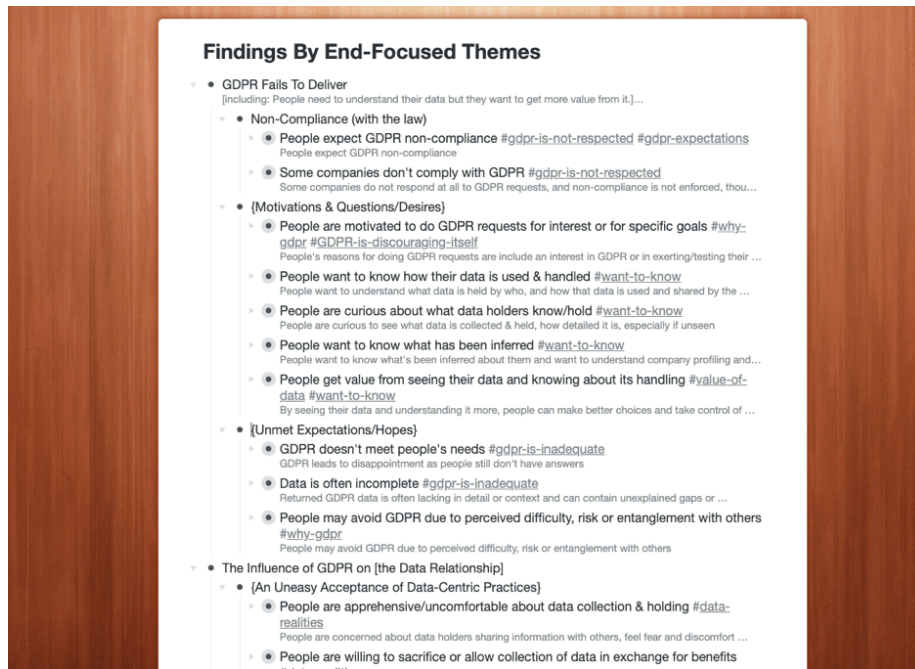 Findings By End-Focused Themes
GDPR Fails To Deliver
[including: People need to understand their data but they want to get more value from it.]...
Non-Compliance (with the law)
People expect GDPR non-compliance #gdpr-is-not-respected #gdpr-expectations
People expect GDPR non-compliance
Some companies don't comply with GDPR #gdpr-is-not-respected
Some companies do not respond at all to GDPR requests, and non-compliance is not enforced, thou...
{Motivations & Questions/Desires}
People are motivated to do GDPR requests for interest or for specific goals #why-
gdpr #GDPR-is-discouraging-itself
People's reasons for doing GDPR requests are include an interest in GDPR or in exerting/testing their ...
People want to know how their data is used & handled #want-to-know
People want to understand what data is held by who, and how that data is used and shared by the ...
People are curious about what data holders know/hold #want-to-know
People are curious to see what data is collected & held, how detailed it is, especially if unseen
People want to know what has been inferred #want-to-know
People want to know what's been inferred about them and want to understand company profiling and...
People get value from seeing their data and knowing about its handling #value-of-
data #want-to-know
By seeing their data and understanding it more, people can make better choices and take control of ...
{Unmet Expectations/Hopes}
GDPR doesn't meet people's needs #gdpr-is-inadequate
GDPR leads to disappointment as people still don't have answers
Data is often incomplete #gdpr-is-inadequate
Returned GDPR data is often lacking in detail or context and can contain unexplained gaps or ...
People may avoid GDPR due to perceived difficulty, risk or entanglement with others
#why-gdpr
People may avoid GDPR due to perceived difficulty, risk or entanglement with others
The Influence of GDPR on [the Data Relationship]
{An Uneasy Acceptance of Data-Centric Practices}
People are apprehensive/uncomfortable about data collection & holding #data-
realities
People are concerned about data holders sharing information with others, feel fear and discomfort ...
People are willing to sacrifice or allow collection of data in exchange for benefits